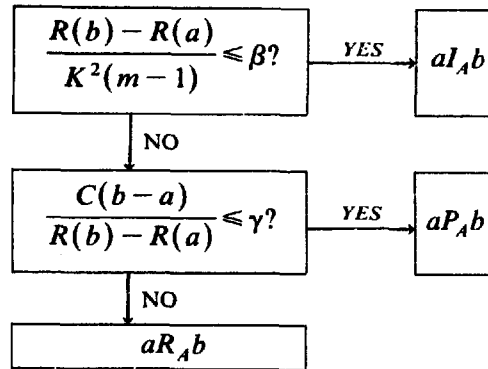 R(b) − R(a)
K²(m − 1)
⩽ β?
YES
aI_A b
NO
C(b − a)
R(b) − R(a)
⩽ γ?
YES
aP_A b
NO
aR_A b